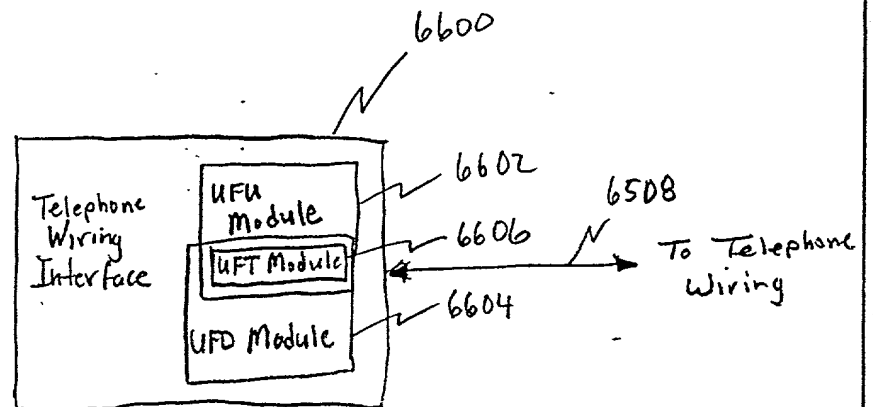 6600
Telephone
Wiring
Interface
UFU
Module
6602
UFT Module
6606
UFD Module
6604
6508
To Telephone
Wiring